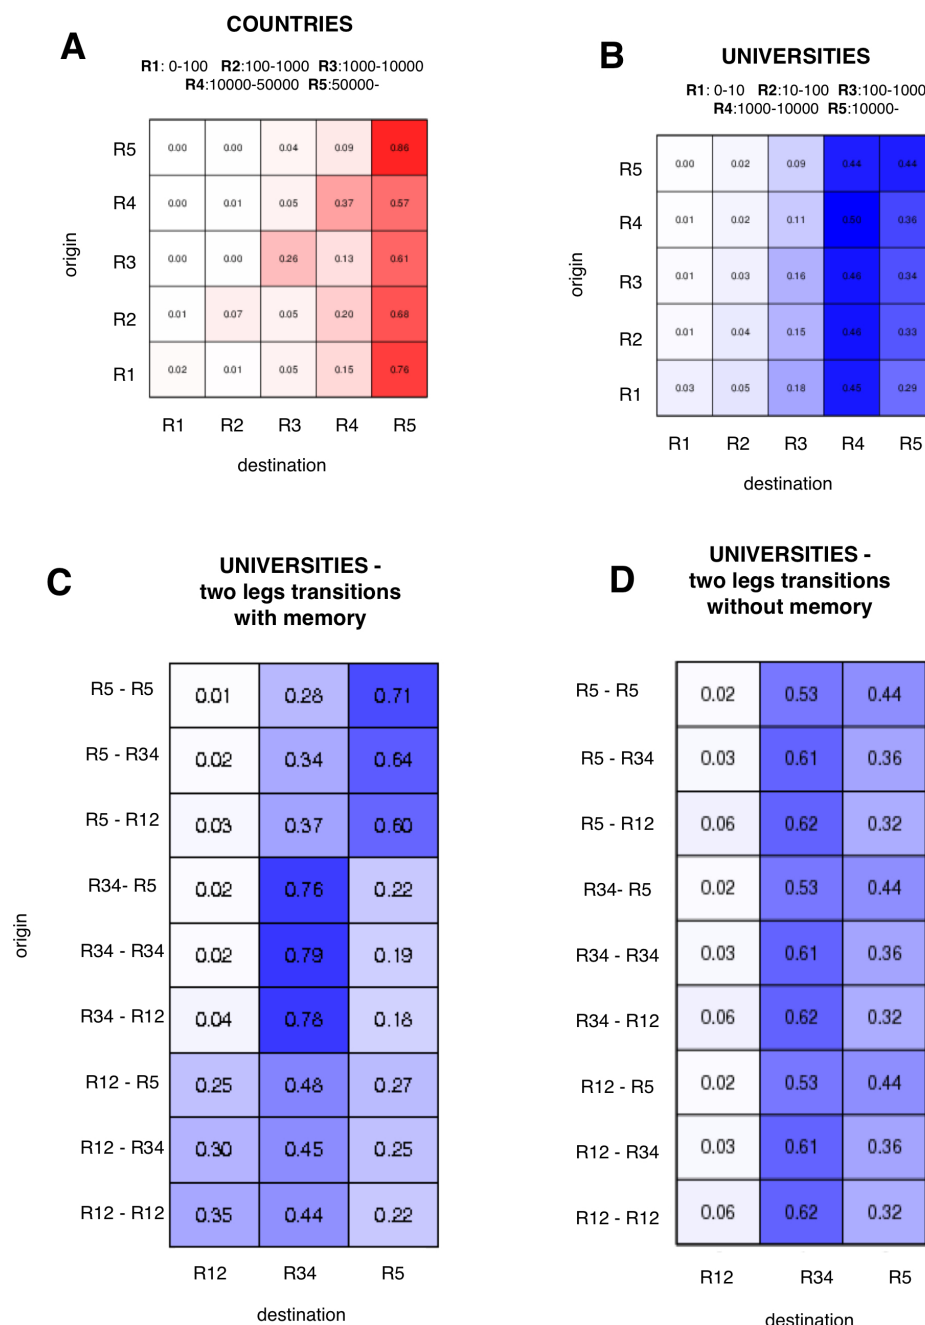 A
COUNTRIES
R1: 0-100 R2:100-1000 R3:1000-10000
R4:10000-50000 R5:50000-
origin
R5 0.00 0.00 0.04 0.09 0.86
R4 0.00 0.01 0.05 0.37 0.57
R3 0.00 0.00 0.26 0.13 0.61
R2 0.01 0.07 0.05 0.20 0.68
R1 0.02 0.01 0.05 0.15 0.76
R1 R2 R3 R4 R5
destination
B
UNIVERSITIES
R1: 0-10 R2:10-100 R3:100-1000
R4:1000-10000 R5:10000-
origin
R5 0.00 0.02 0.09 0.44 0.44
R4 0.01 0.02 0.11 0.50 0.36
R3 0.01 0.03 0.16 0.46 0.34
R2 0.01 0.04 0.15 0.46 0.33
R1 0.03 0.05 0.18 0.45 0.29
R1 R2 R3 R4 R5
destination
C
UNIVERSITIES -
two legs transitions
with memory
origin
R5 - R5 0.01 0.28 0.71
R5 - R34 0.02 0.34 0.64
R5 - R12 0.03 0.37 0.60
R34- R5 0.02 0.76 0.22
R34 - R34 0.02 0.79 0.19
R34 - R12 0.04 0.78 0.18
R12 - R5 0.25 0.48 0.27
R12 - R34 0.30 0.45 0.25
R12 - R12 0.35 0.44 0.22
R12 R34 R5
destination
D
UNIVERSITIES -
two legs transitions
without memory
R5 - R5 0.02 0.53 0.44
R5 - R34 0.03 0.61 0.36
R5 - R12 0.06 0.62 0.32
R34- R5 0.02 0.53 0.44
R34 - R34 0.03 0.61 0.36
R34 - R12 0.06 0.62 0.32
R12 - R5 0.02 0.53 0.44
R12 - R34 0.03 0.61 0.36
R12 - R12 0.06 0.62 0.32
R12 R34 R5
destination